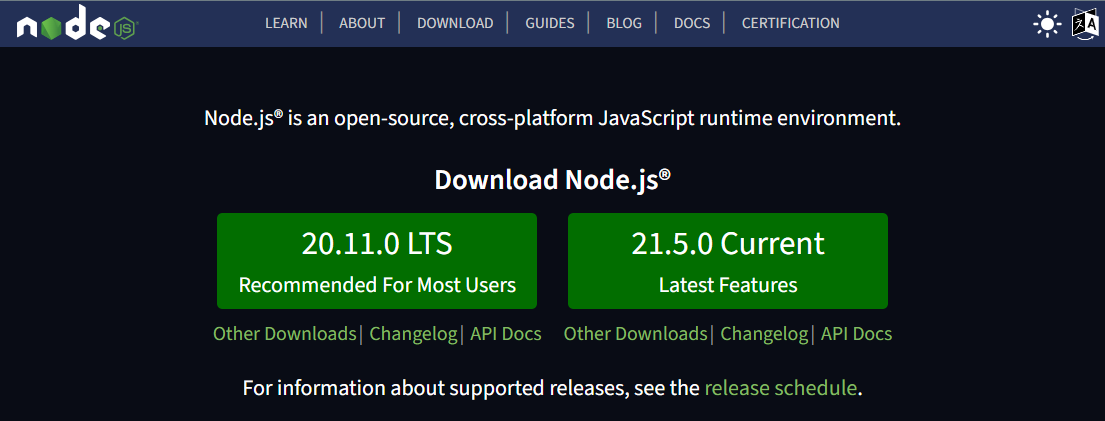 node JS
LEARN | ABOUT | DOWNLOAD | GUIDES | BLOG | DOCS | CERTIFICATION
Node.js® is an open-source, cross-platform JavaScript runtime environment.
Download Node.js®
20.11.0 LTS
Recommended For Most Users
21.5.0 Current
Latest Features
Other Downloads | Changelog | API Docs
Other Downloads | Changelog | API Docs
For information about supported releases, see the release schedule.